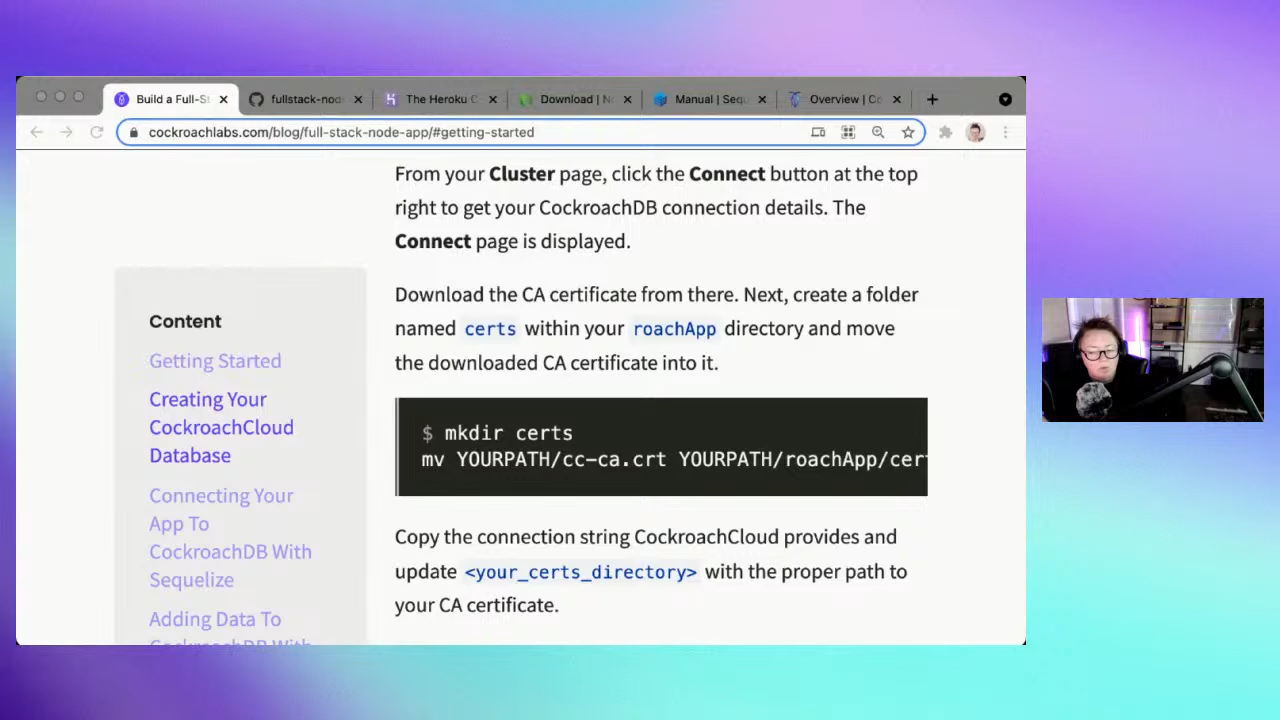 Build a Full-S
fullstack-nod
The Heroku C
Download | N
Manual | Seq
Overview | Co
cockroachlabs.com/blog/full-stack-node-app/#getting-started
From your Cluster page, click the Connect button at the top
right to get your CockroachDB connection details. The
Connect page is displayed.
Download the CA certificate from there. Next, create a folder
named certs within your roachApp directory and move
the downloaded CA certificate into it.
$ mkdir certs
mv YOURPATH/cc-ca.crt YOURPATH/roachApp/cer
Copy the connection string CockroachCloud provides and
update <your_certs_directory> with the proper path to
your CA certificate.
Content
Getting Started
Creating Your
CockroachCloud
Database
Connecting Your
App To
CockroachDB With
Sequelize
Adding Data To
CockroachDB With